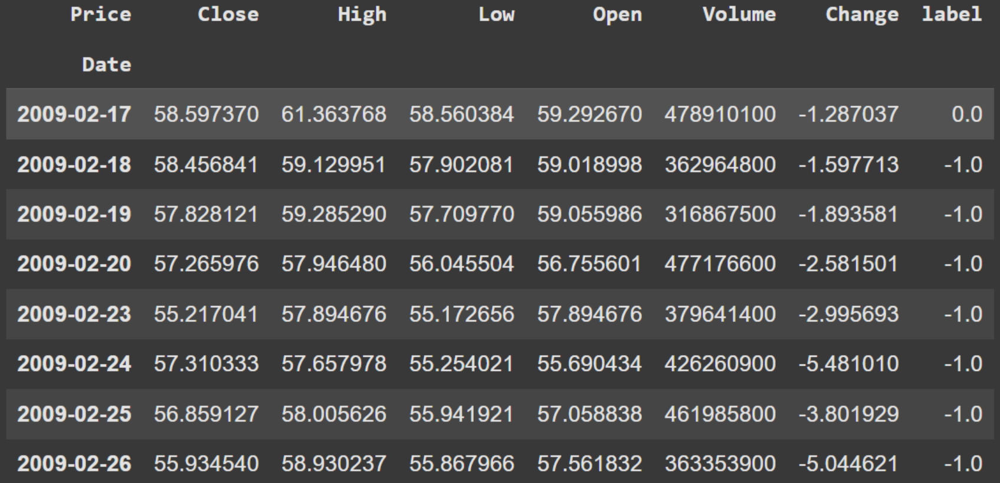 Price Close High Low Open Volume Change label
Date
2009-02-17 58.597370 61.363768 58.560384 59.292670 478910100 -1.287037 0.0
2009-02-18 58.456841 59.129951 57.902081 59.018998 362964800 -1.597713 -1.0
2009-02-19 57.828121 59.285290 57.709770 59.055986 316867500 -1.893581 -1.0
2009-02-20 57.265976 57.946480 56.045504 56.755601 477176600 -2.581501 -1.0
2009-02-23 55.217041 57.894676 55.172656 57.894676 379641400 -2.995693 -1.0
2009-02-24 57.310333 57.657978 55.254021 55.690434 426260900 -5.481010 -1.0
2009-02-25 56.859127 58.005626 55.941921 57.058838 461985800 -3.801929 -1.0
2009-02-26 55.934540 58.930237 55.867966 57.561832 363353900 -5.044621 -1.0